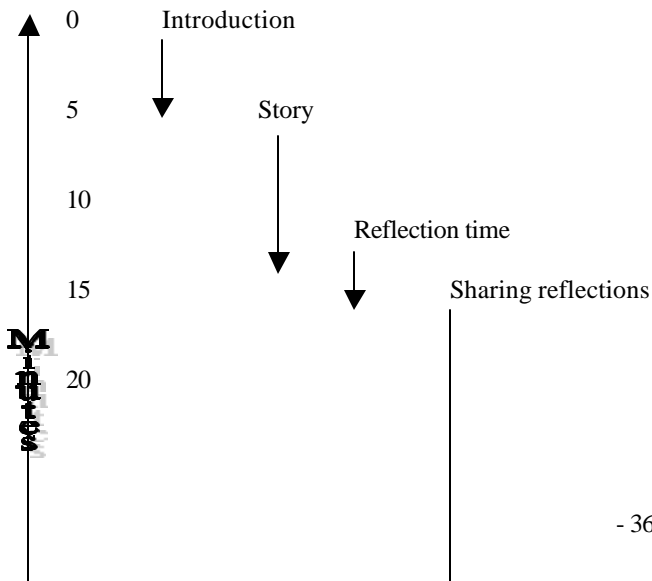 0 Introduction
5 Story
10
Reflection time
15 Sharing reflections
Minutes
20
- 36